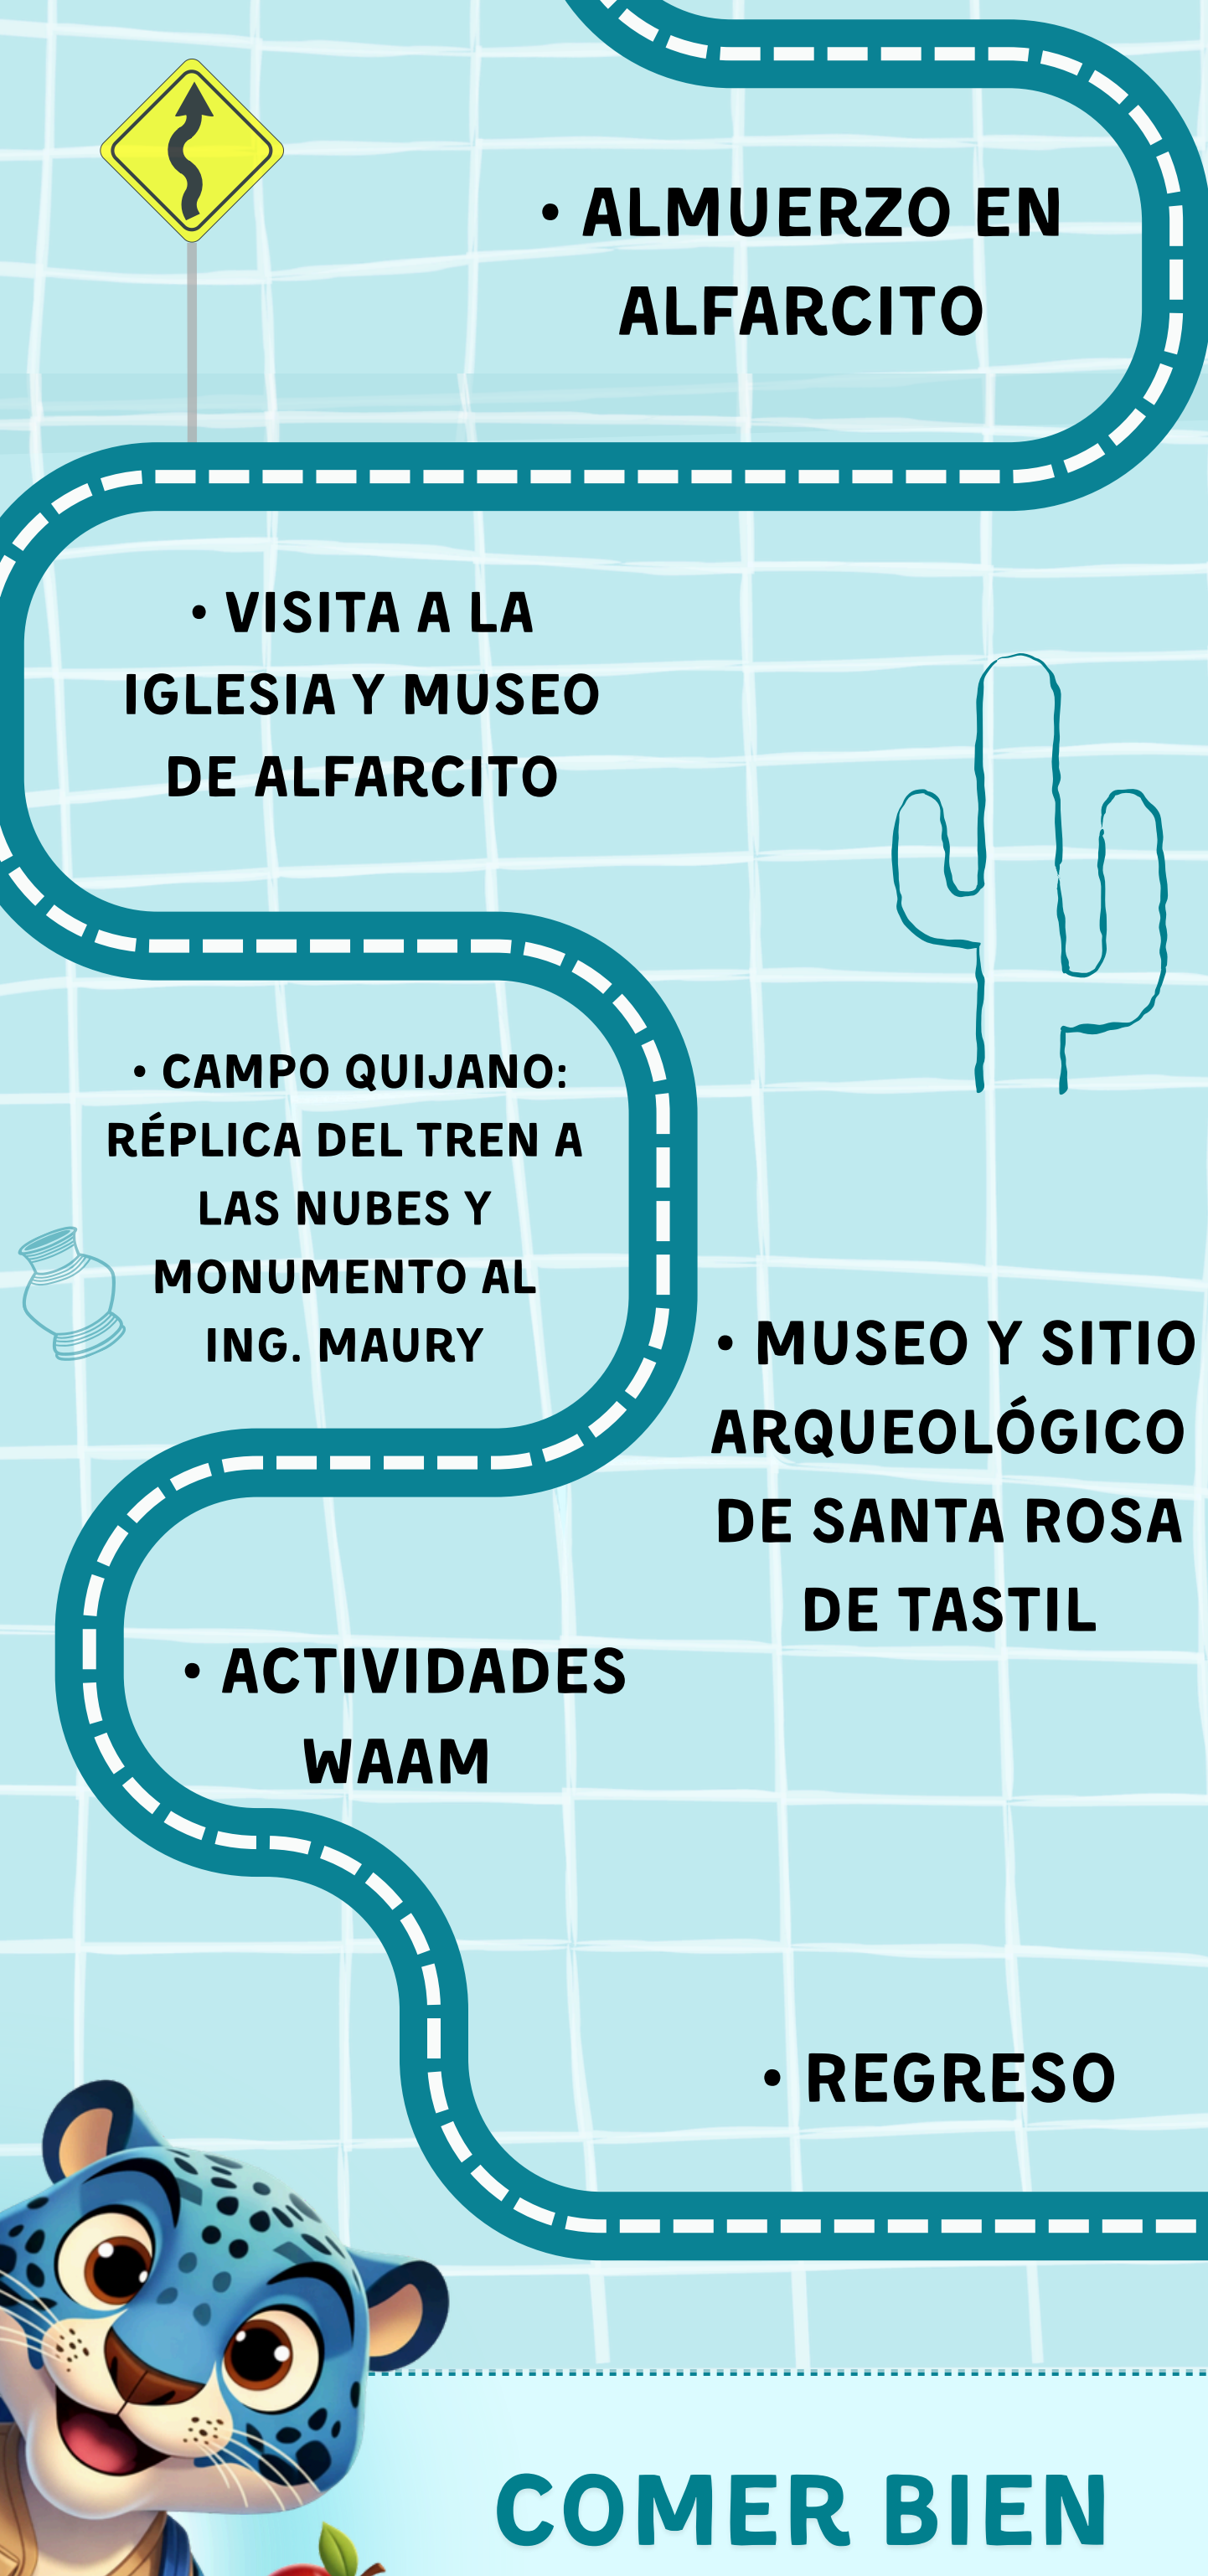 • ALMUERZO EN
ALFARCITO
• VISITA A LA
IGLESIA Y MUSEO
DE ALFARCITO
• CAMPO QUIJANO:
RÉPLICA DEL TREN A
LAS NUBES Y
MONUMENTO AL
ING. MAURY
• MUSEO Y SITIO
ARQUEOLÓGICO
DE SANTA ROSA
DE TASTIL
• ACTIVIDADES
WAAM
• REGRESO
COMER BIEN